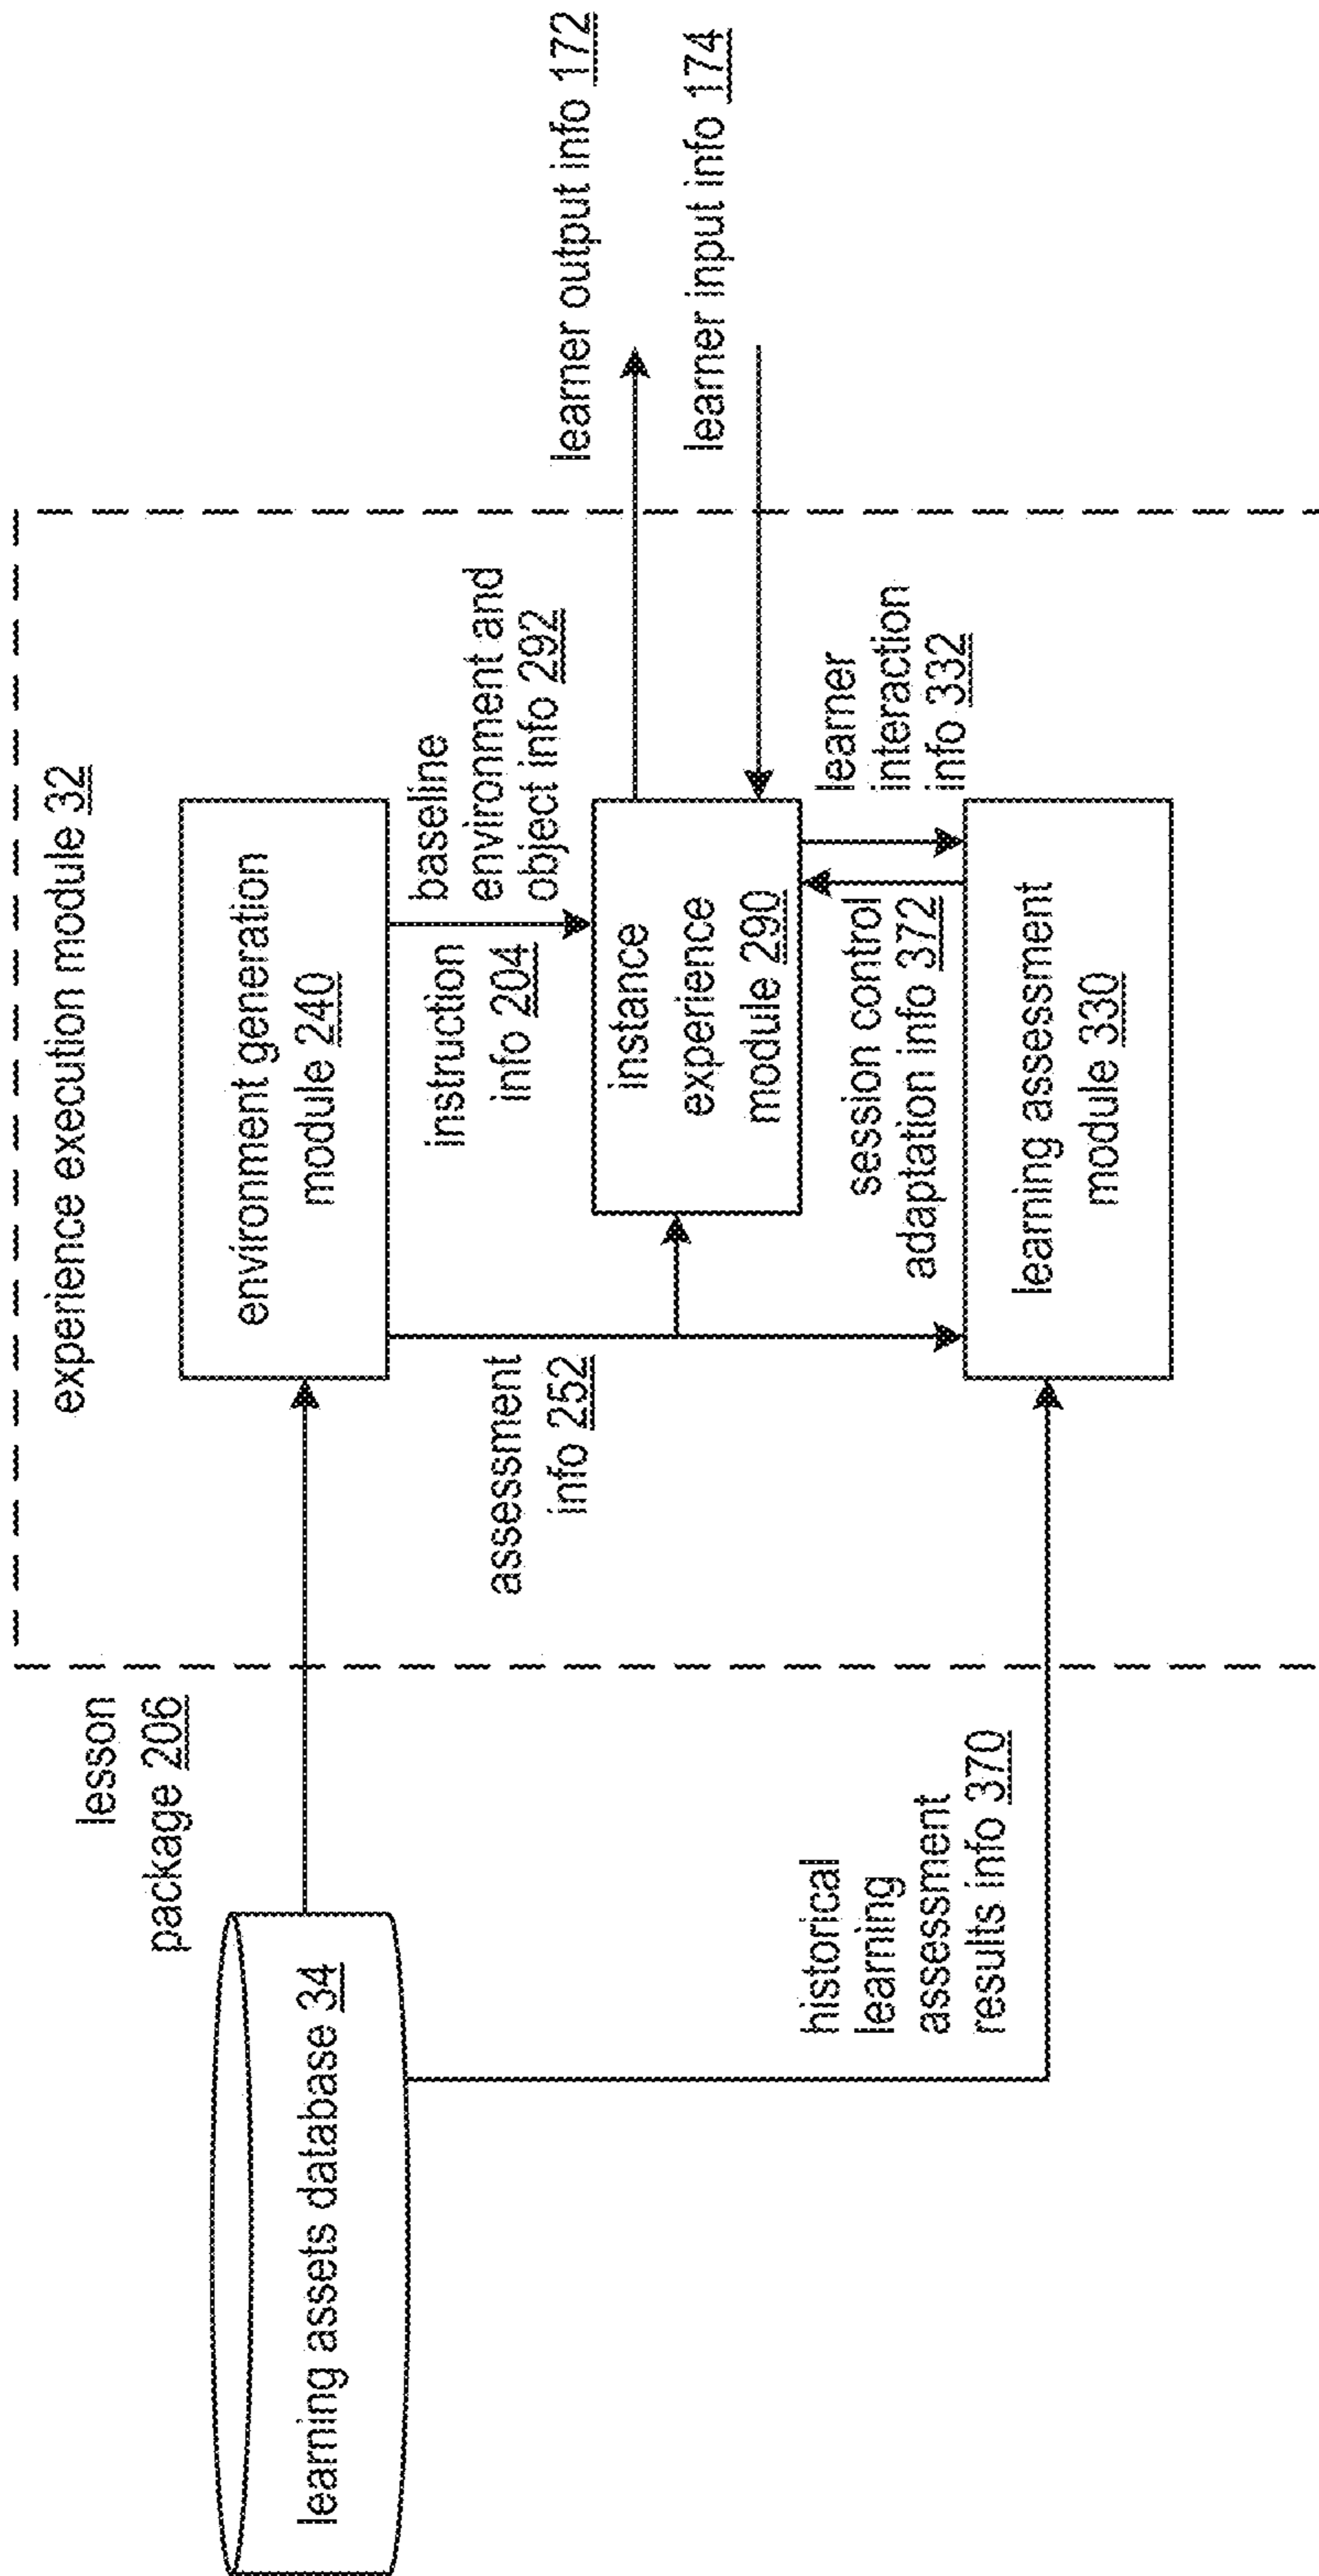 experience execution module 32
learning assets database 34
lesson
package 206
environment generation
module 240
assessment
info 252
instruction
info 204
baseline
environment and
object info 292
instance
experience
module 290
learner output info 172
learner input info 174
historical
learning
assessment
results info 370
session control
adaptation info 372
learner
interaction
info 332
learning assessment
module 330